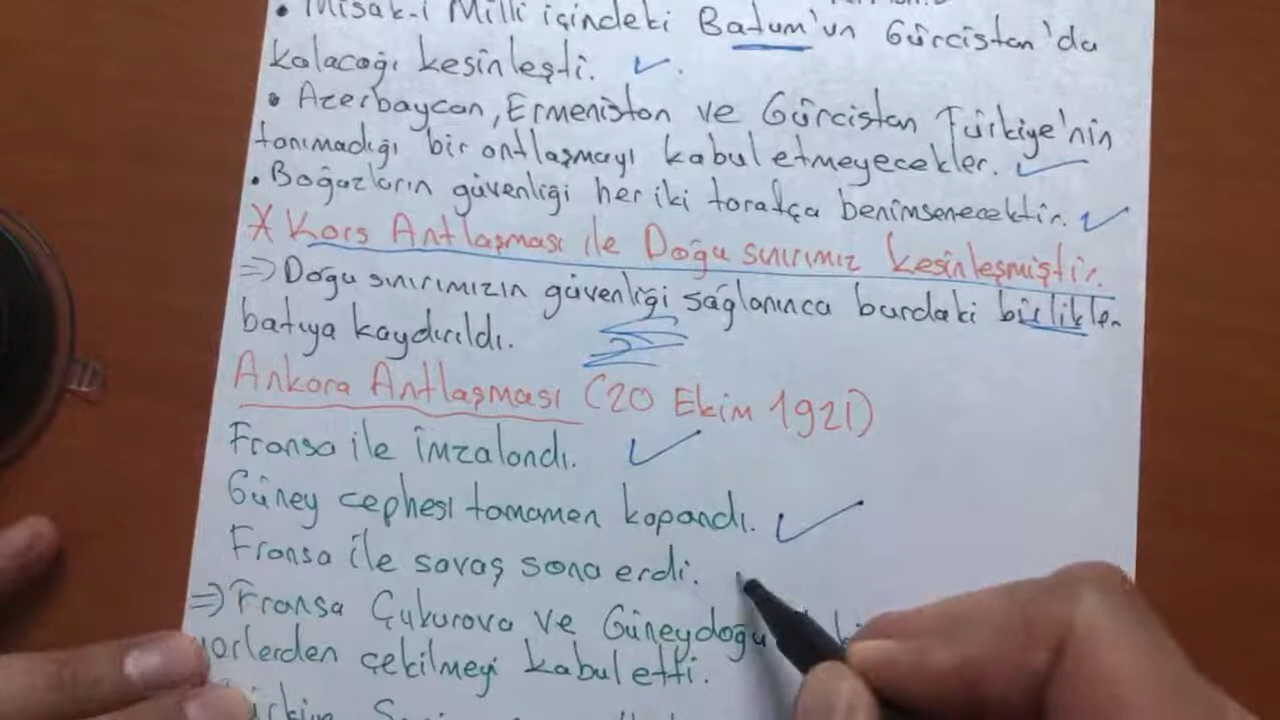 • Misak-i Milli içindeki Batum'un Gürcistan'da
kalacağı kesinleşti.
• Azerbaycan, Ermenistan ve Gürcistan Türkiye'nin
tanımadığı bir antlaşmayı kabul etmeyecekler.
• Boğazların güvenliği her iki tarafça benimsenecektir.
* Kars Antlaşması ile Doğu sınırımız kesinleşmiştir.
⇒ Doğu sınırımızın güvenliği sağlanınca burdaki birlikler
batıya kaydırıldı.
Ankara Antlaşması (20 Ekim 1921)
Fransa ile imzalandı.
Güney cephesi tamamen kapandı.
Fransa ile savaş sona erdi.
⇒ Fransa Çukurova ve Güneydoğu
yerlerden çekilmeyi kabul etti.